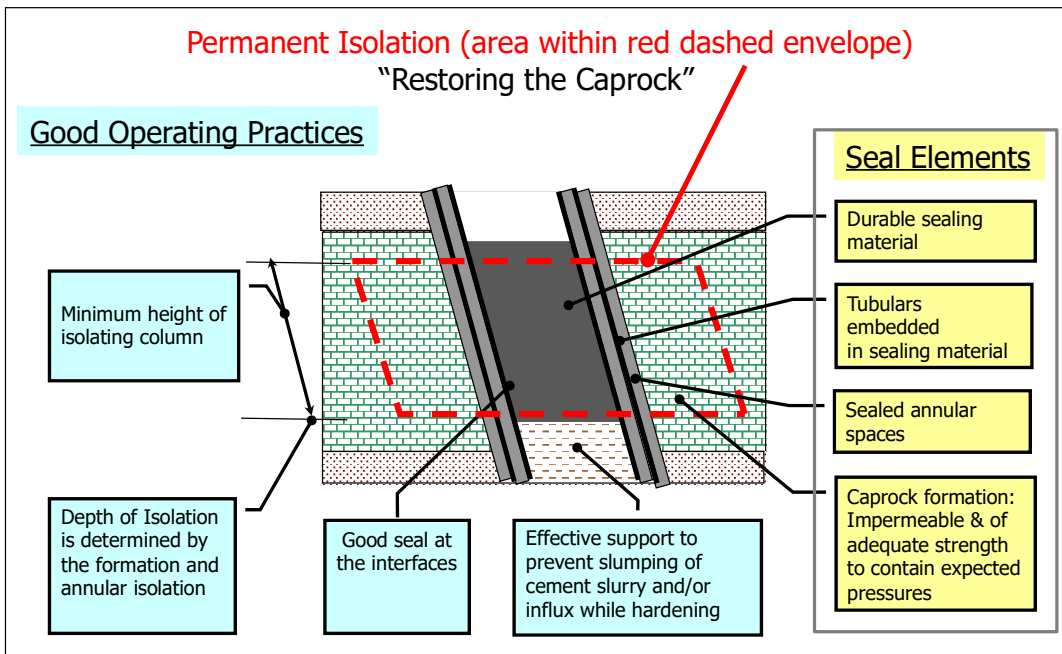 Permanent Isolation (area within red dashed envelope)
“Restoring the Caprock”
Good Operating Practices
Minimum height of
isolating column
Depth of Isolation
is determined by
the formation and
annular isolation
Good seal at
the interfaces
Effective support to
prevent slumping of
cement slurry and/or
influx while hardening
Seal Elements
Durable sealing
material
Tubulars
embedded
in sealing material
Sealed annular
spaces
Caprock formation:
Impermeable & of
adequate strength
to contain expected
pressures